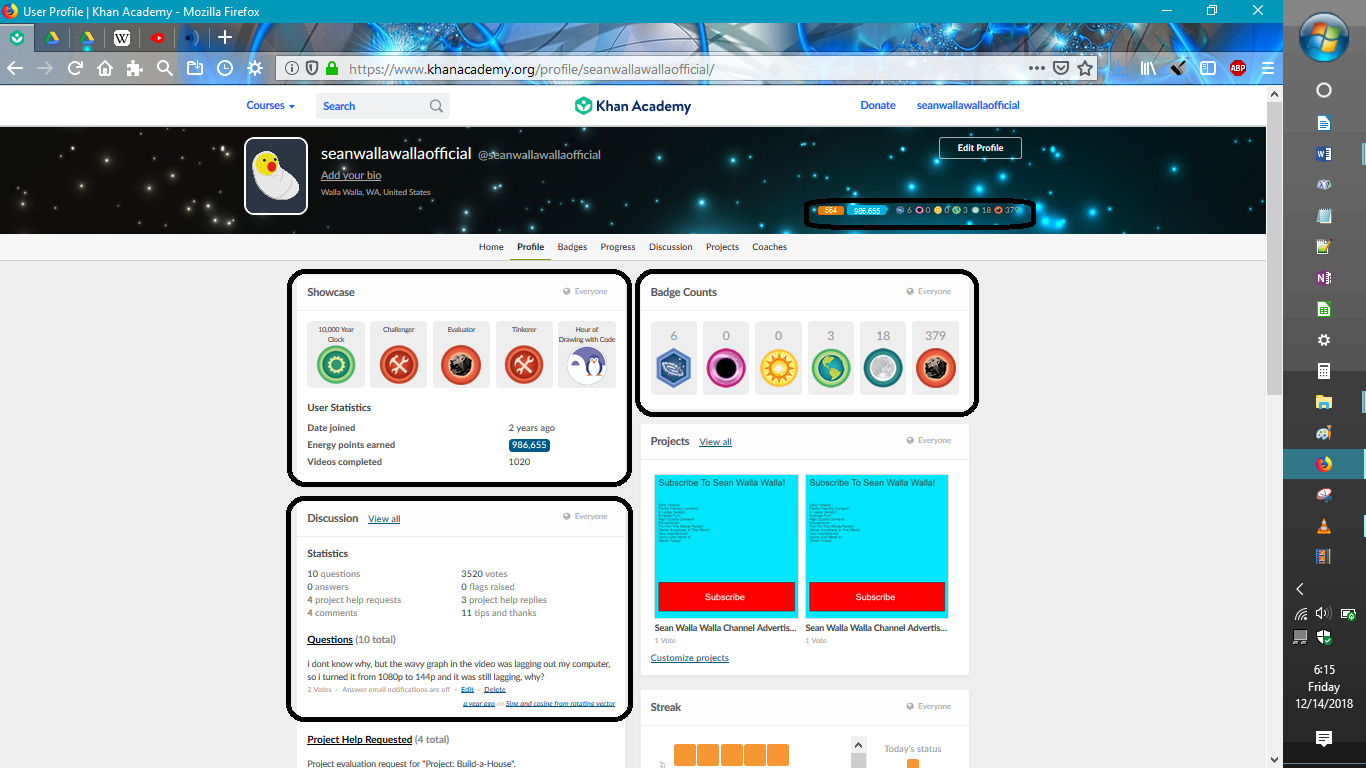 User Profile | Khan Academy - Mozilla Firefox
W
https://www.khanacademy.org/profile/seanwallawallaofficial/
ABP
Courses
Search
Khan Academy
Donate
seanwallawallaofficial
seanwallawallaofficial @seanwallawallaofficial
Edit Profile
Add your bio
Walla Walla, WA, United States
564 986,655 6 0 0 3 18 379
Home Profile Badges Progress Discussion Projects Coaches
Showcase Everyone
10,000 Year Clock
Challenger
Evaluator
Tinkerer
Hour of Drawing with Code
User Statistics
Date joined 2 years ago
Energy points earned 986,655
Videos completed 1020
Badge Counts Everyone
6 0 0 3 18 379
Discussion View all Everyone
Statistics
10 questions 3520 votes
0 answers 0 flags raised
4 project help requests 3 project help replies
4 comments 11 tips and thanks
Questions (10 total)
i dont know why, but the wavy graph in the video was lagging out my computer,
so i turned it from 1080p to 144p and it was still lagging, why?
2 Votes • Answer email notifications are off • Edit • Delete
a year ago on Sine and cosine from rotating vector
Project Help Requested (4 total)
Project evaluation request for "Project: Build-a-House".
Projects View all Everyone
Subscribe To Sean Walla Walla!
Subscribe
Sean Walla Walla Channel Advertis...
1 Vote
Subscribe To Sean Walla Walla!
Subscribe
Sean Walla Walla Channel Advertis...
1 Vote
Customize projects
Streak Everyone
Today's status
6:15
Friday
12/14/2018